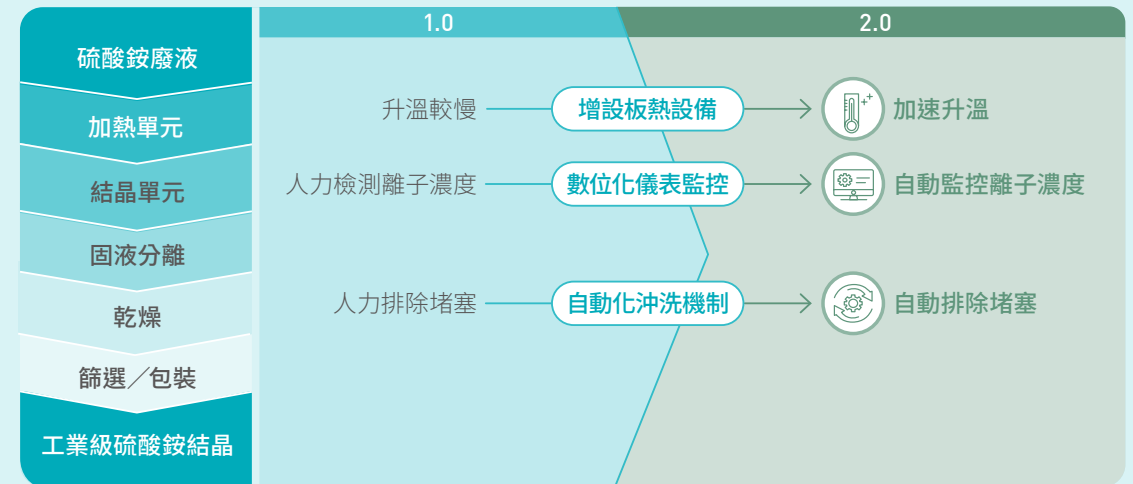 1.0
2.0
硫酸銨廢液
加熱單元
結晶單元
固液分離
乾燥
篩選／包裝
工業級硫酸銨結晶
升溫較慢
增設板熱設備
加速升溫
人力檢測離子濃度
數位化儀表監控
自動監控離子濃度
人力排除堵塞
自動化沖洗機制
自動排除堵塞